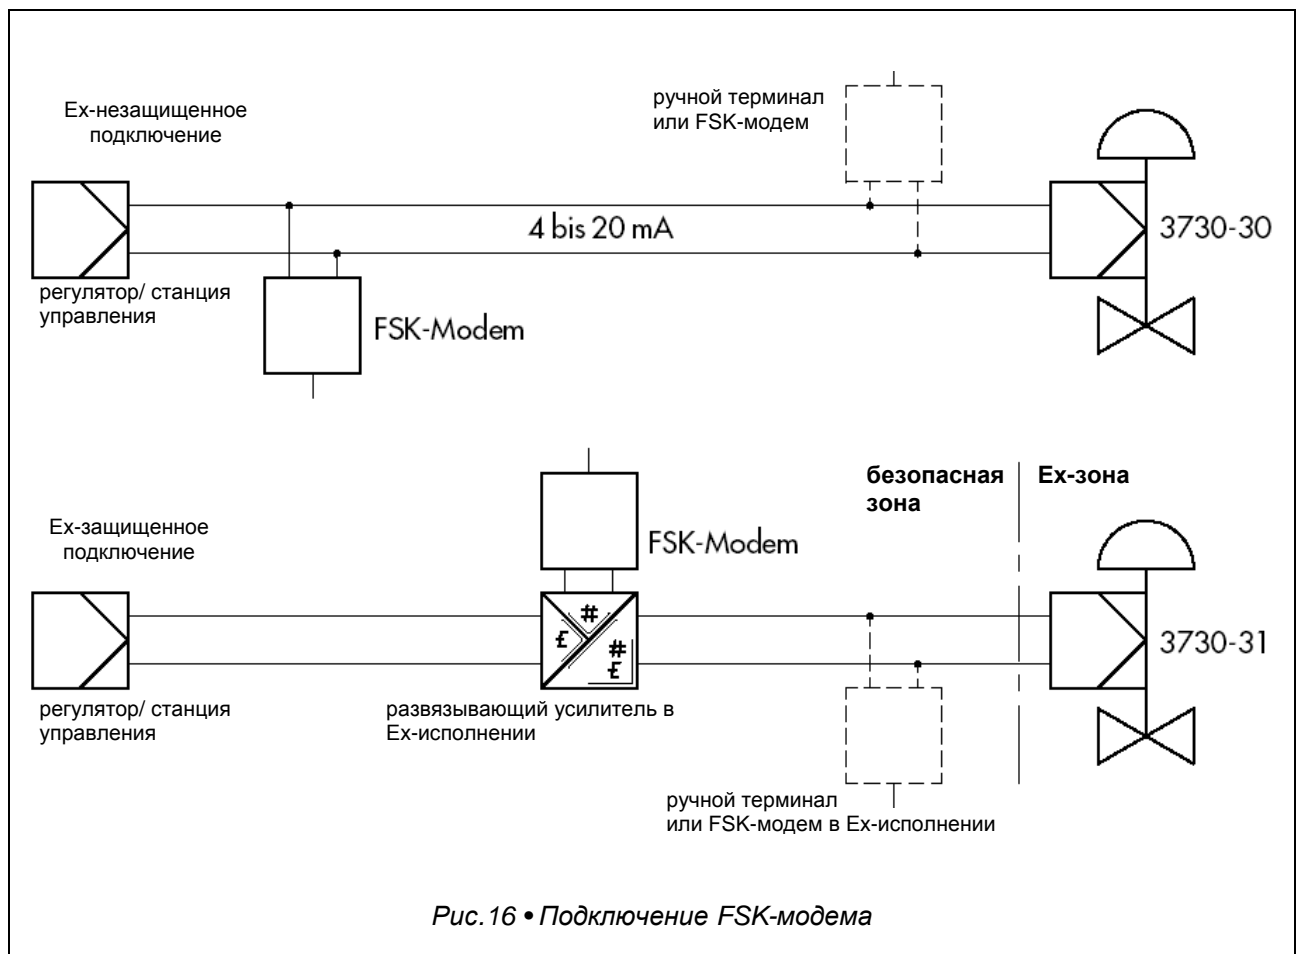 Ex-незащищенное
подключение
ручной терминал
или FSK-модем
4 bis 20 mA
3730-30
регулятор/ станция
управления
FSK-Modem
безопасная
зона
Ex-зона
Ex-защищенное
подключение
FSK-Modem
#
£
#
£
3730-31
регулятор/ станция
управления
развязывающий усилитель в
Ex-исполнении
ручной терминал
или FSK-модем в Ex-исполнении
Рис.16 • Подключение FSK-модема